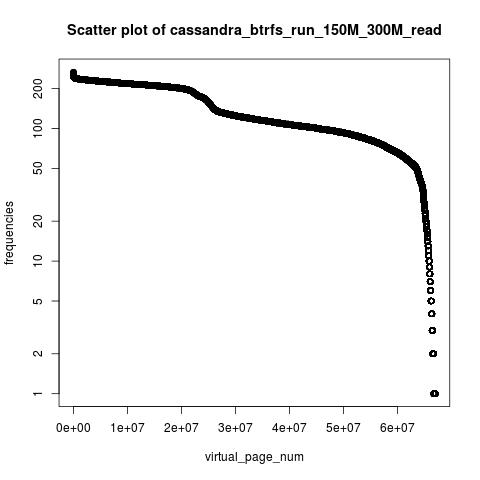 Scatter plot of cassandra_btrfs_run_150M_300M_read
frequencies
200
100
50
20
10
5
2
1
0e+00 1e+07 2e+07 3e+07 4e+07 5e+07 6e+07
virtual_page_num